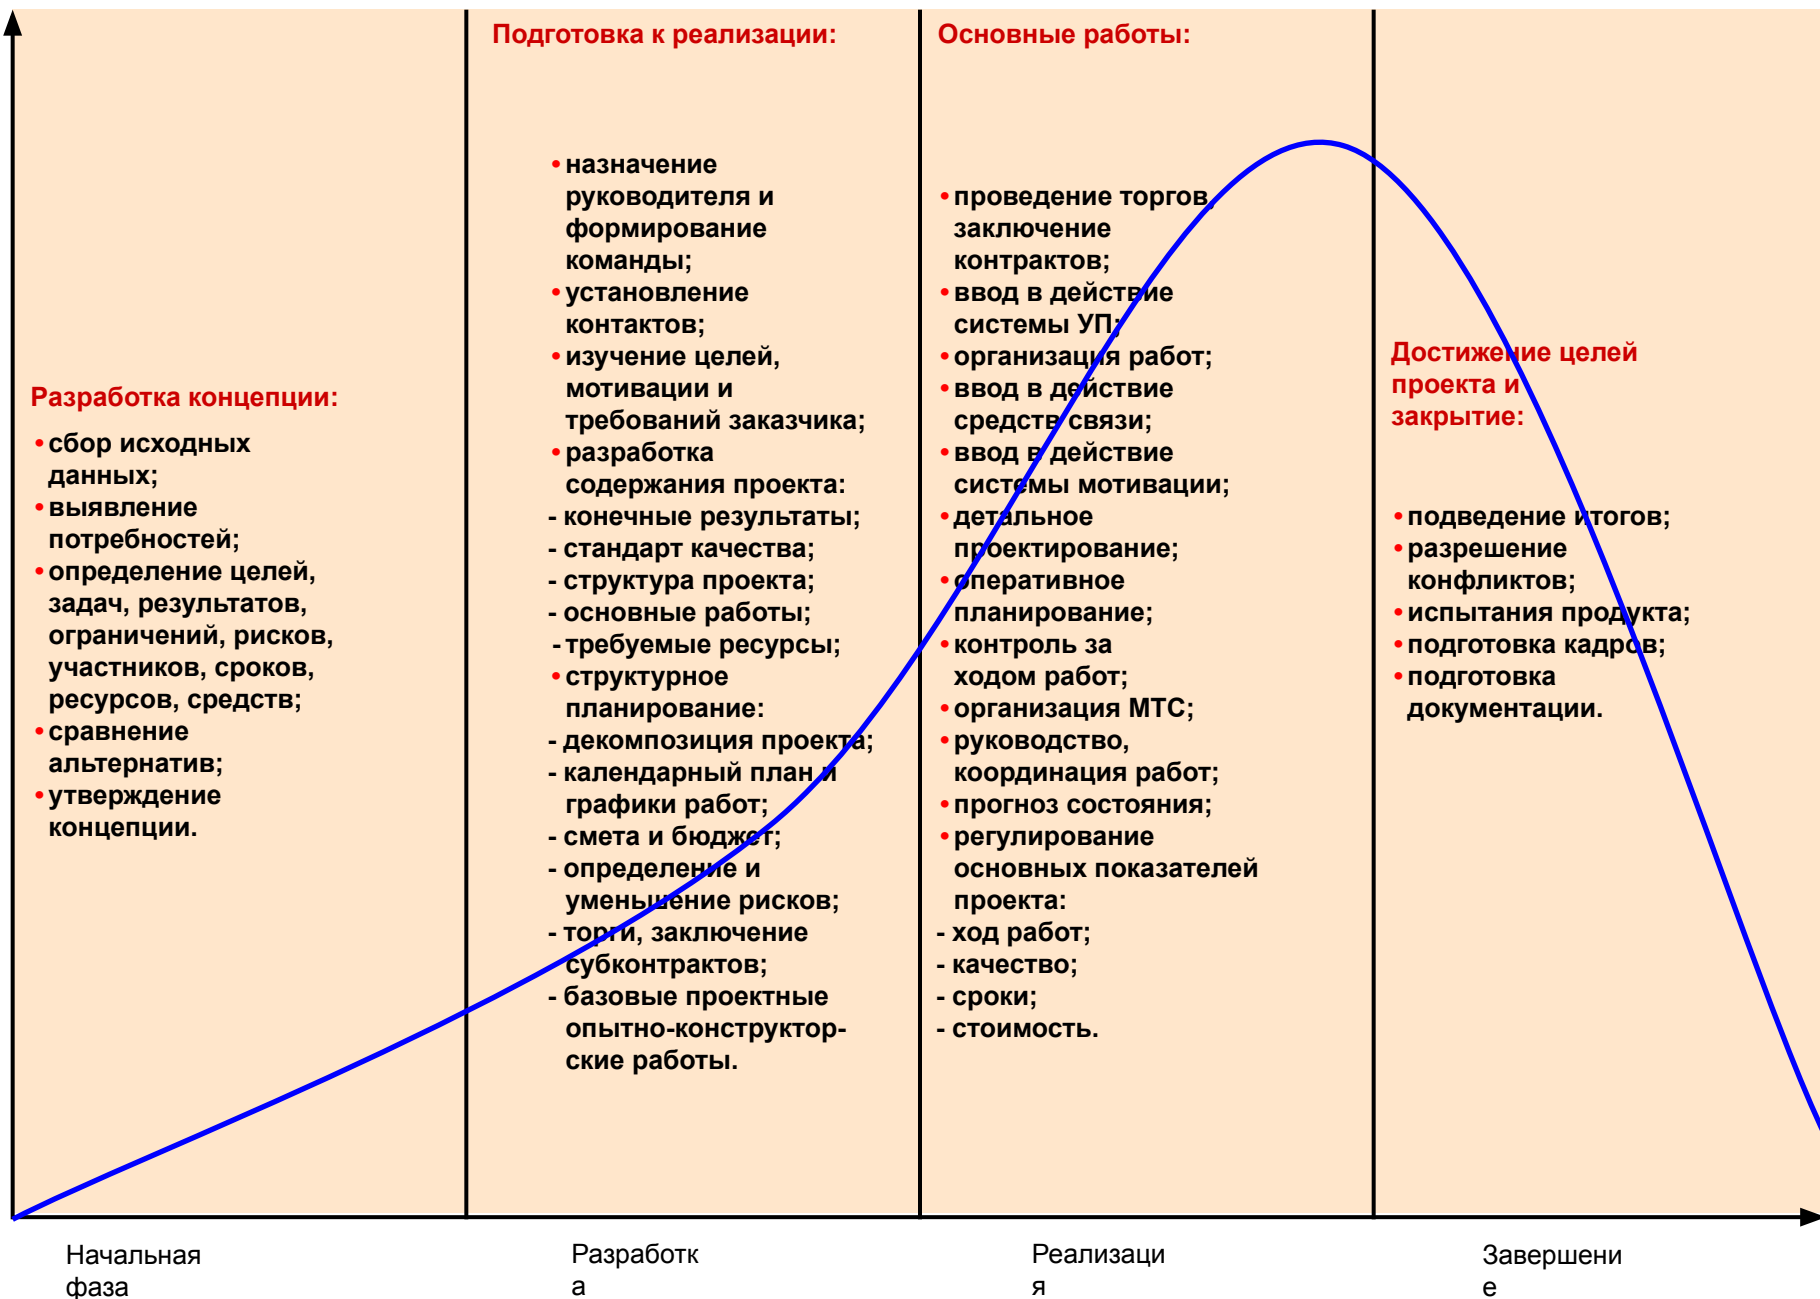 Разработка концепции:
•сбор исходных
данных;
•выявление
потребностей;
•определение целей,
задач, результатов,
ограничений, рисков,
участников, сроков,
ресурсов, средств;
•сравнение
альтернатив;
•утверждение
концепции.
Подготовка к реализации:
•назначение
руководителя и
формирование
команды;
•установление
контактов;
•изучение целей,
мотивации и
требований заказчика;
•разработка
содержания проекта:
- конечные результаты;
- стандарт качества;
- структура проекта;
- основные работы;
- требуемые ресурсы;
•структурное
планирование:
- декомпозиция проекта;
- календарный план и
графики работ;
- смета и бюджет;
- определение и
уменьшение рисков;
- торги, заключение
субконтрактов;
- базовые проектные
опытно-конструктор-
ские работы.
Основные работы:
•проведение торгов,
заключение
контрактов;
•ввод в действие
системы УП;
•организация работ;
•ввод в действие
средств связи;
•ввод в действие
системы мотивации;
•детальное
проектирование;
•оперативное
планирование;
•контроль за
ходом работ;
•организация МТС;
•руководство,
координация работ;
•прогноз состояния;
•регулирование
основных показателей
проекта:
- ход работ;
- качество;
- сроки;
- стоимость.
Достижение целей
проекта и
закрытие:
•подведение итогов;
•разрешение
конфликтов;
•испытания продукта;
•подготовка кадров;
•подготовка
документации.
Начальная
фаза
Разработк
а
Реализаци
я
Завершени
е